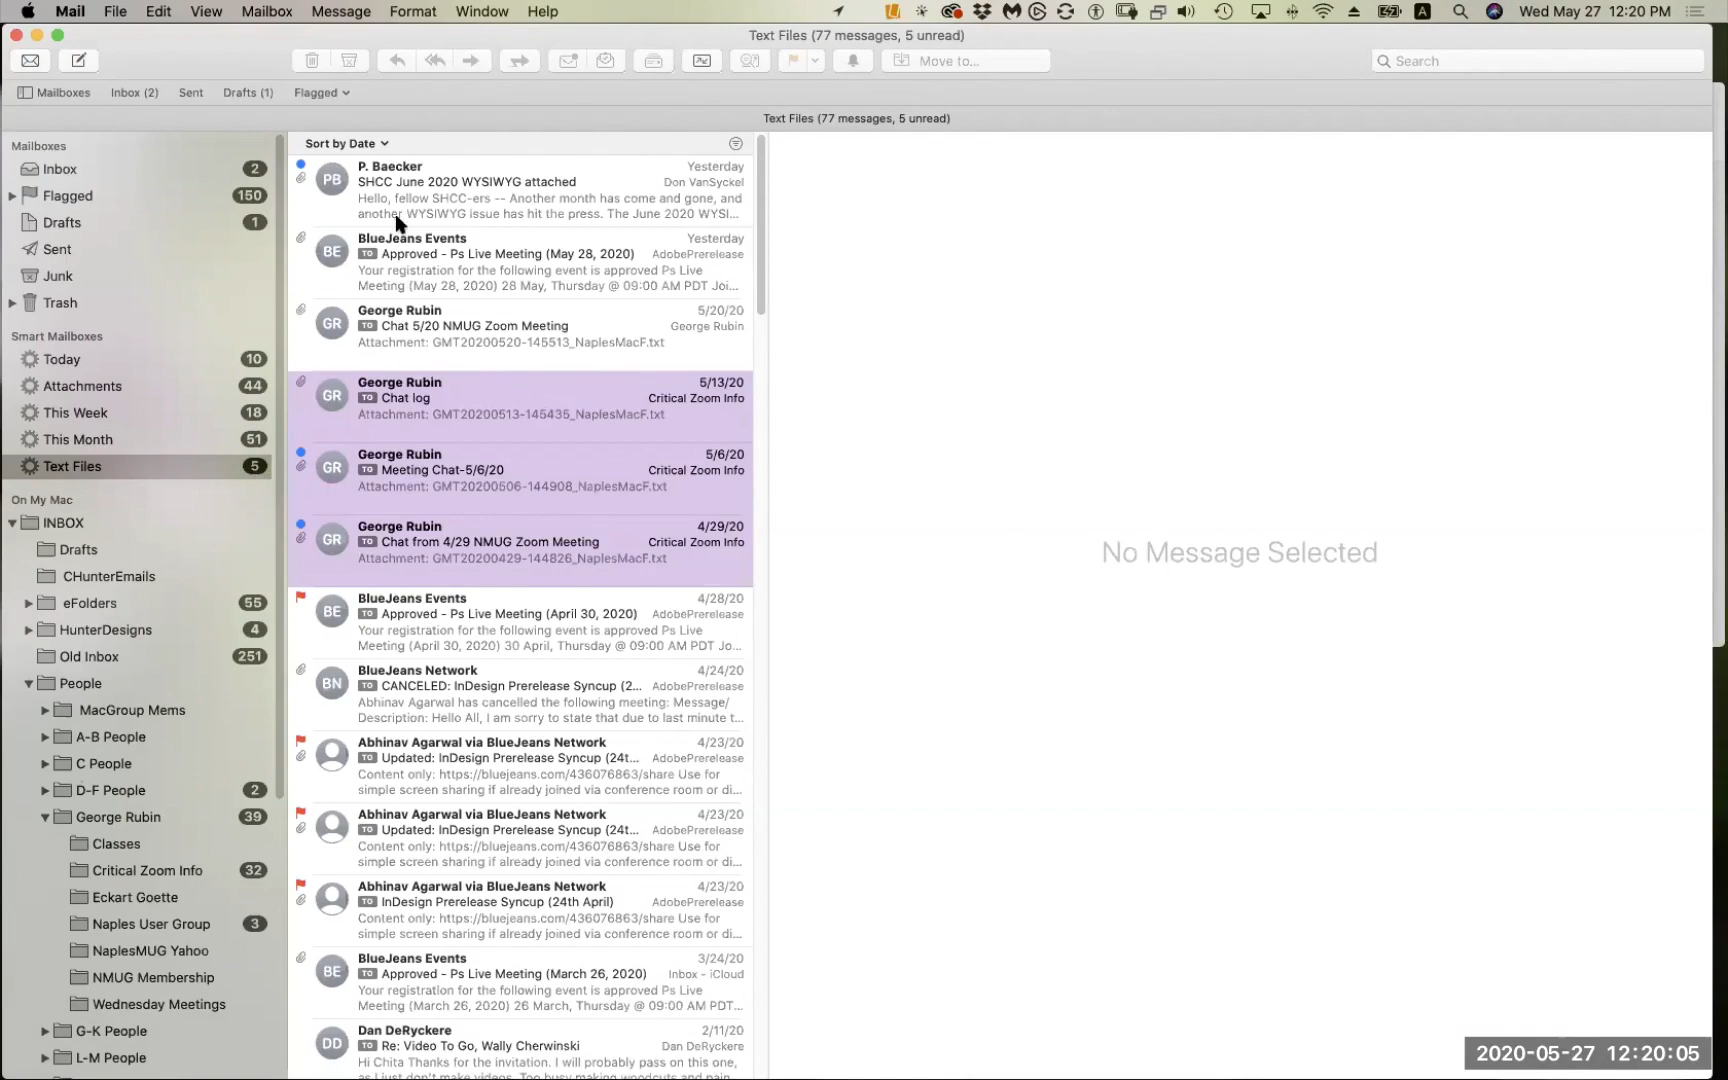 Mail File Edit View Mailbox Message Format Window Help A Wed May 27 12:20 PM
Text Files (77 messages, 5 unread)
Move to... Search
Mailboxes Inbox (2) Sent Drafts (1) Flagged
Text Files (77 messages, 5 unread)
Mailboxes
Inbox 2
Flagged 150
Drafts 1
Sent
Junk
Trash
Smart Mailboxes
Today 10
Attachments 44
This Week 18
This Month 51
Text Files 5
On My Mac
INBOX
Drafts
CHunterEmails
eFolders 55
HunterDesigns 4
Old Inbox 251
People
MacGroup Mems
A-B People
C People
D-F People 2
George Rubin 39
Classes
Critical Zoom Info 32
Eckart Goette
Naples User Group 3
NaplesMUG Yahoo
NMUG Membership
Wednesday Meetings
G-K People
L-M People
Sort by Date
PB P. Baecker Yesterday
SHCC June 2020 WYSIWYG attached Don VanSyckel
Hello, fellow SHCC-ers -- Another month has come and gone, and
another WYSIWYG issue has hit the press. The June 2020 WYSI...
BE BlueJeans Events Yesterday
TO Approved - Ps Live Meeting (May 28, 2020) AdobePrerelease
Your registration for the following event is approved Ps Live
Meeting (May 28, 2020) 28 May, Thursday @ 09:00 AM PDT Joi...
GR George Rubin 5/20/20
TO Chat 5/20 NMUG Zoom Meeting George Rubin
Attachment: GMT20200520-145513_NaplesMacF.txt
GR George Rubin 5/13/20
TO Chat log Critical Zoom Info
Attachment: GMT20200513-145435_NaplesMacF.txt
GR George Rubin 5/6/20
TO Meeting Chat-5/6/20 Critical Zoom Info
Attachment: GMT20200506-144908_NaplesMacF.txt
GR George Rubin 4/29/20
TO Chat from 4/29 NMUG Zoom Meeting Critical Zoom Info
Attachment: GMT20200429-144826_NaplesMacF.txt
BE BlueJeans Events 4/28/20
TO Approved - Ps Live Meeting (April 30, 2020) AdobePrerelease
Your registration for the following event is approved Ps Live
Meeting (April 30, 2020) 30 April, Thursday @ 09:00 AM PDT Jo...
BN BlueJeans Network 4/24/20
TO CANCELED: InDesign Prerelease Syncup (2... AdobePrerelease
Abhinav Agarwal has cancelled the following meeting: Message/
Description: Hello All, I am sorry to state that due to last minute t...
Abhinav Agarwal via BlueJeans Network 4/23/20
TO Updated: InDesign Prerelease Syncup (24t... AdobePrerelease
Content only: https://bluejeans.com/436076863/share Use for
simple screen sharing if already joined via conference room or di...
Abhinav Agarwal via BlueJeans Network 4/23/20
TO Updated: InDesign Prerelease Syncup (24t... AdobePrerelease
Content only: https://bluejeans.com/436076863/share Use for
simple screen sharing if already joined via conference room or di...
Abhinav Agarwal via BlueJeans Network 4/23/20
TO InDesign Prerelease Syncup (24th April) AdobePrerelease
Content only: https://bluejeans.com/436076863/share Use for
simple screen sharing if already joined via conference room or di...
BE BlueJeans Events 3/24/20
TO Approved - Ps Live Meeting (March 26, 2020) Inbox - iCloud
Your registration for the following event is approved Ps Live
Meeting (March 26, 2020) 26 March, Thursday @ 09:00 AM PDT...
DD Dan DeRyckere 2/11/20
TO Re: Video To Go, Wally Cherwinski Dan DeRyckere
Hi Chita Thanks for the invitation. I will probably pass on this one,
as I just don't make videos. Too busy making woodcuts and
No Message Selected
2020-05-27 12:20:05